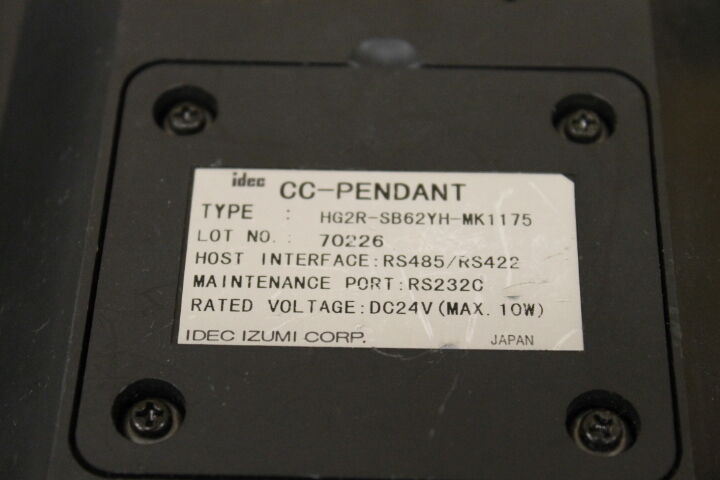 idec CC-PENDANT
TYPE : HG2R-SB62YH-MK1175
LOT NO. : 70226
HOST INTERFACE:RS485/RS422
MAINTENANCE PORT:RS232C
RATED VOLTAGE:DC24V(MAX. 10W)
IDEC IZUMI CORP. JAPAN